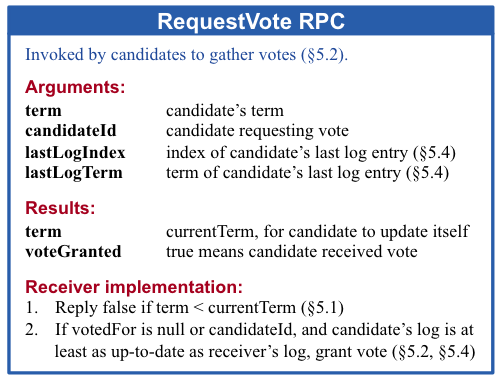 RequestVote RPC
Invoked by candidates to gather votes (§5.2).
Arguments:
term candidate's term
candidateId candidate requesting vote
lastLogIndex index of candidate's last log entry (§5.4)
lastLogTerm term of candidate's last log entry (§5.4)
Results:
term currentTerm, for candidate to update itself
voteGranted true means candidate received vote
Receiver implementation:
1. Reply false if term < currentTerm (§5.1)
2. If votedFor is null or candidateId, and candidate's log is at
least as up-to-date as receiver's log, grant vote (§5.2, §5.4)